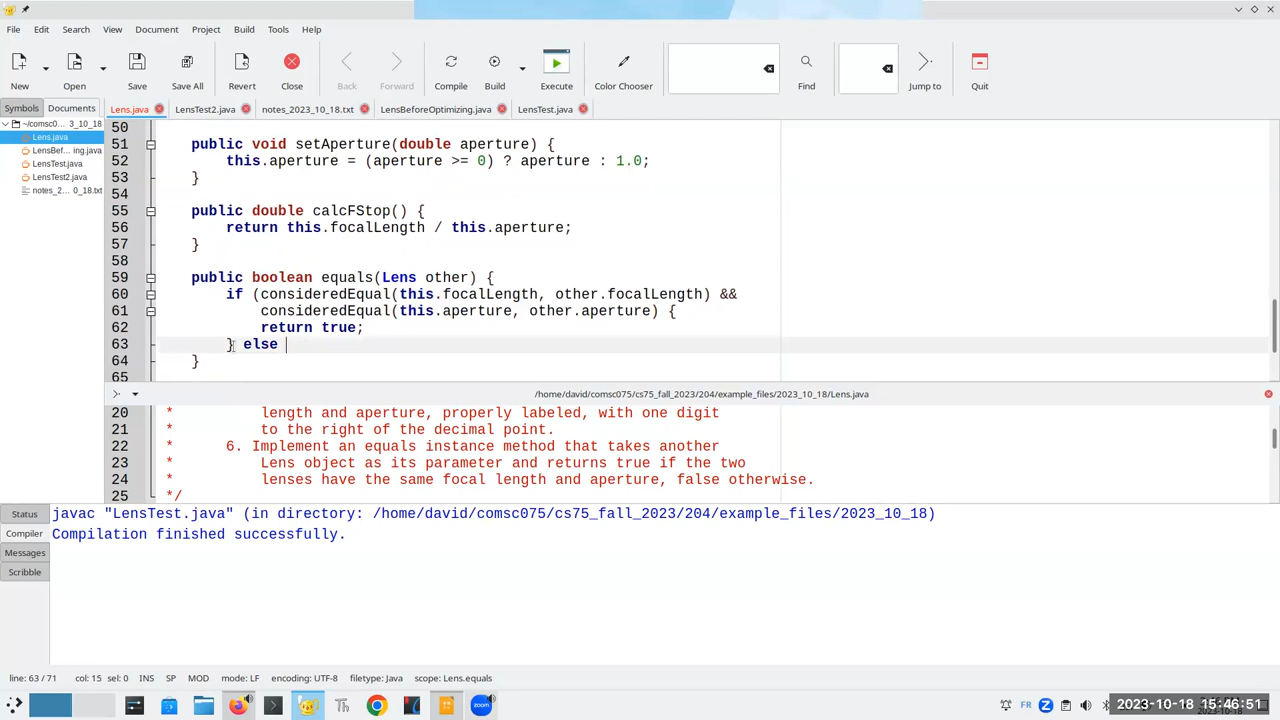 File Edit Search View Document Project Build Tools Help
New Open Save Save All Revert Close Back Forward Compile Build Execute Color Chooser Find Jump to Quit
Symbols Documents Lens.java LensTest2.java notes_2023_10_18.txt LensBeforeOptimizing.java LensTest.java
~/comsc0... 3_10_18
Lens.java
LensBef... ing.java
LensTest.java
LensTest2.java
notes_2... 0_18.txt
50
51 public void setAperture(double aperture) {
52 this.aperture = (aperture >= 0) ? aperture : 1.0;
53 }
54
55 public double calcFStop() {
56 return this.focalLength / this.aperture;
57 }
58
59 public boolean equals(Lens other) {
60 if (consideredEqual(this.focalLength, other.focalLength) &&
61 consideredEqual(this.aperture, other.aperture) {
62 return true;
63 } else
64 }
65
/home/david/comsc075/cs75_fall_2023/204/example_files/2023_10_18/Lens.java
20 * length and aperture, properly labeled, with one digit
21 * to the right of the decimal point.
22 * 6. Implement an equals instance method that takes another
23 * Lens object as its parameter and returns true if the two
24 * lenses have the same focal length and aperture, false otherwise.
25 */
Status
Compiler
Messages
Scribble
javac "LensTest.java" (in directory: /home/david/comsc075/cs75_fall_2023/204/example_files/2023_10_18)
Compilation finished successfully.
line: 63 / 71 col: 15 sel: 0 INS SP MOD mode: LF encoding: UTF-8 filetype: Java scope: Lens.equals
Th zoom FR Z 2023-10-18 15:46:51